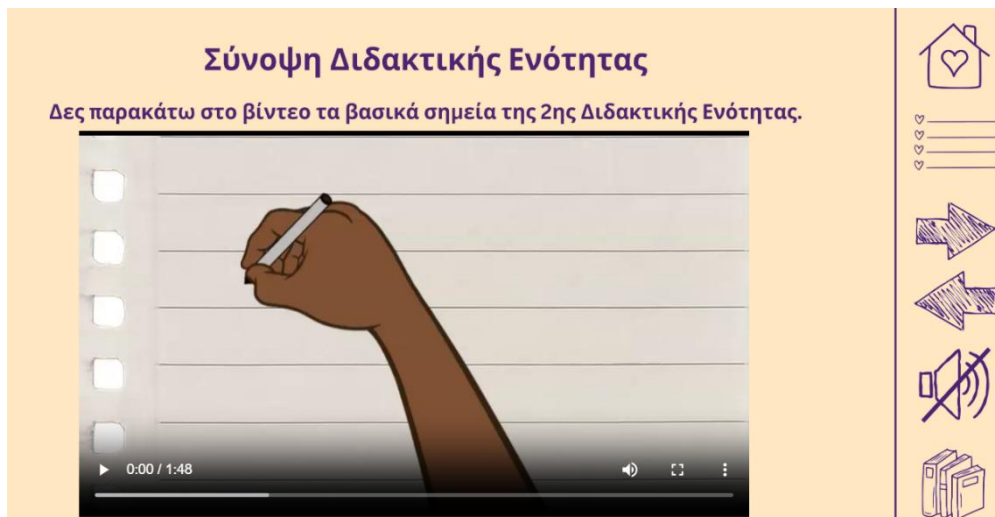 Σύνοψη Διδακτικής Ενότητας
Δες παρακάτω στο βίντεο τα βασικά σημεία της 2ης Διδακτικής Ενότητας.
0:00 / 1:48